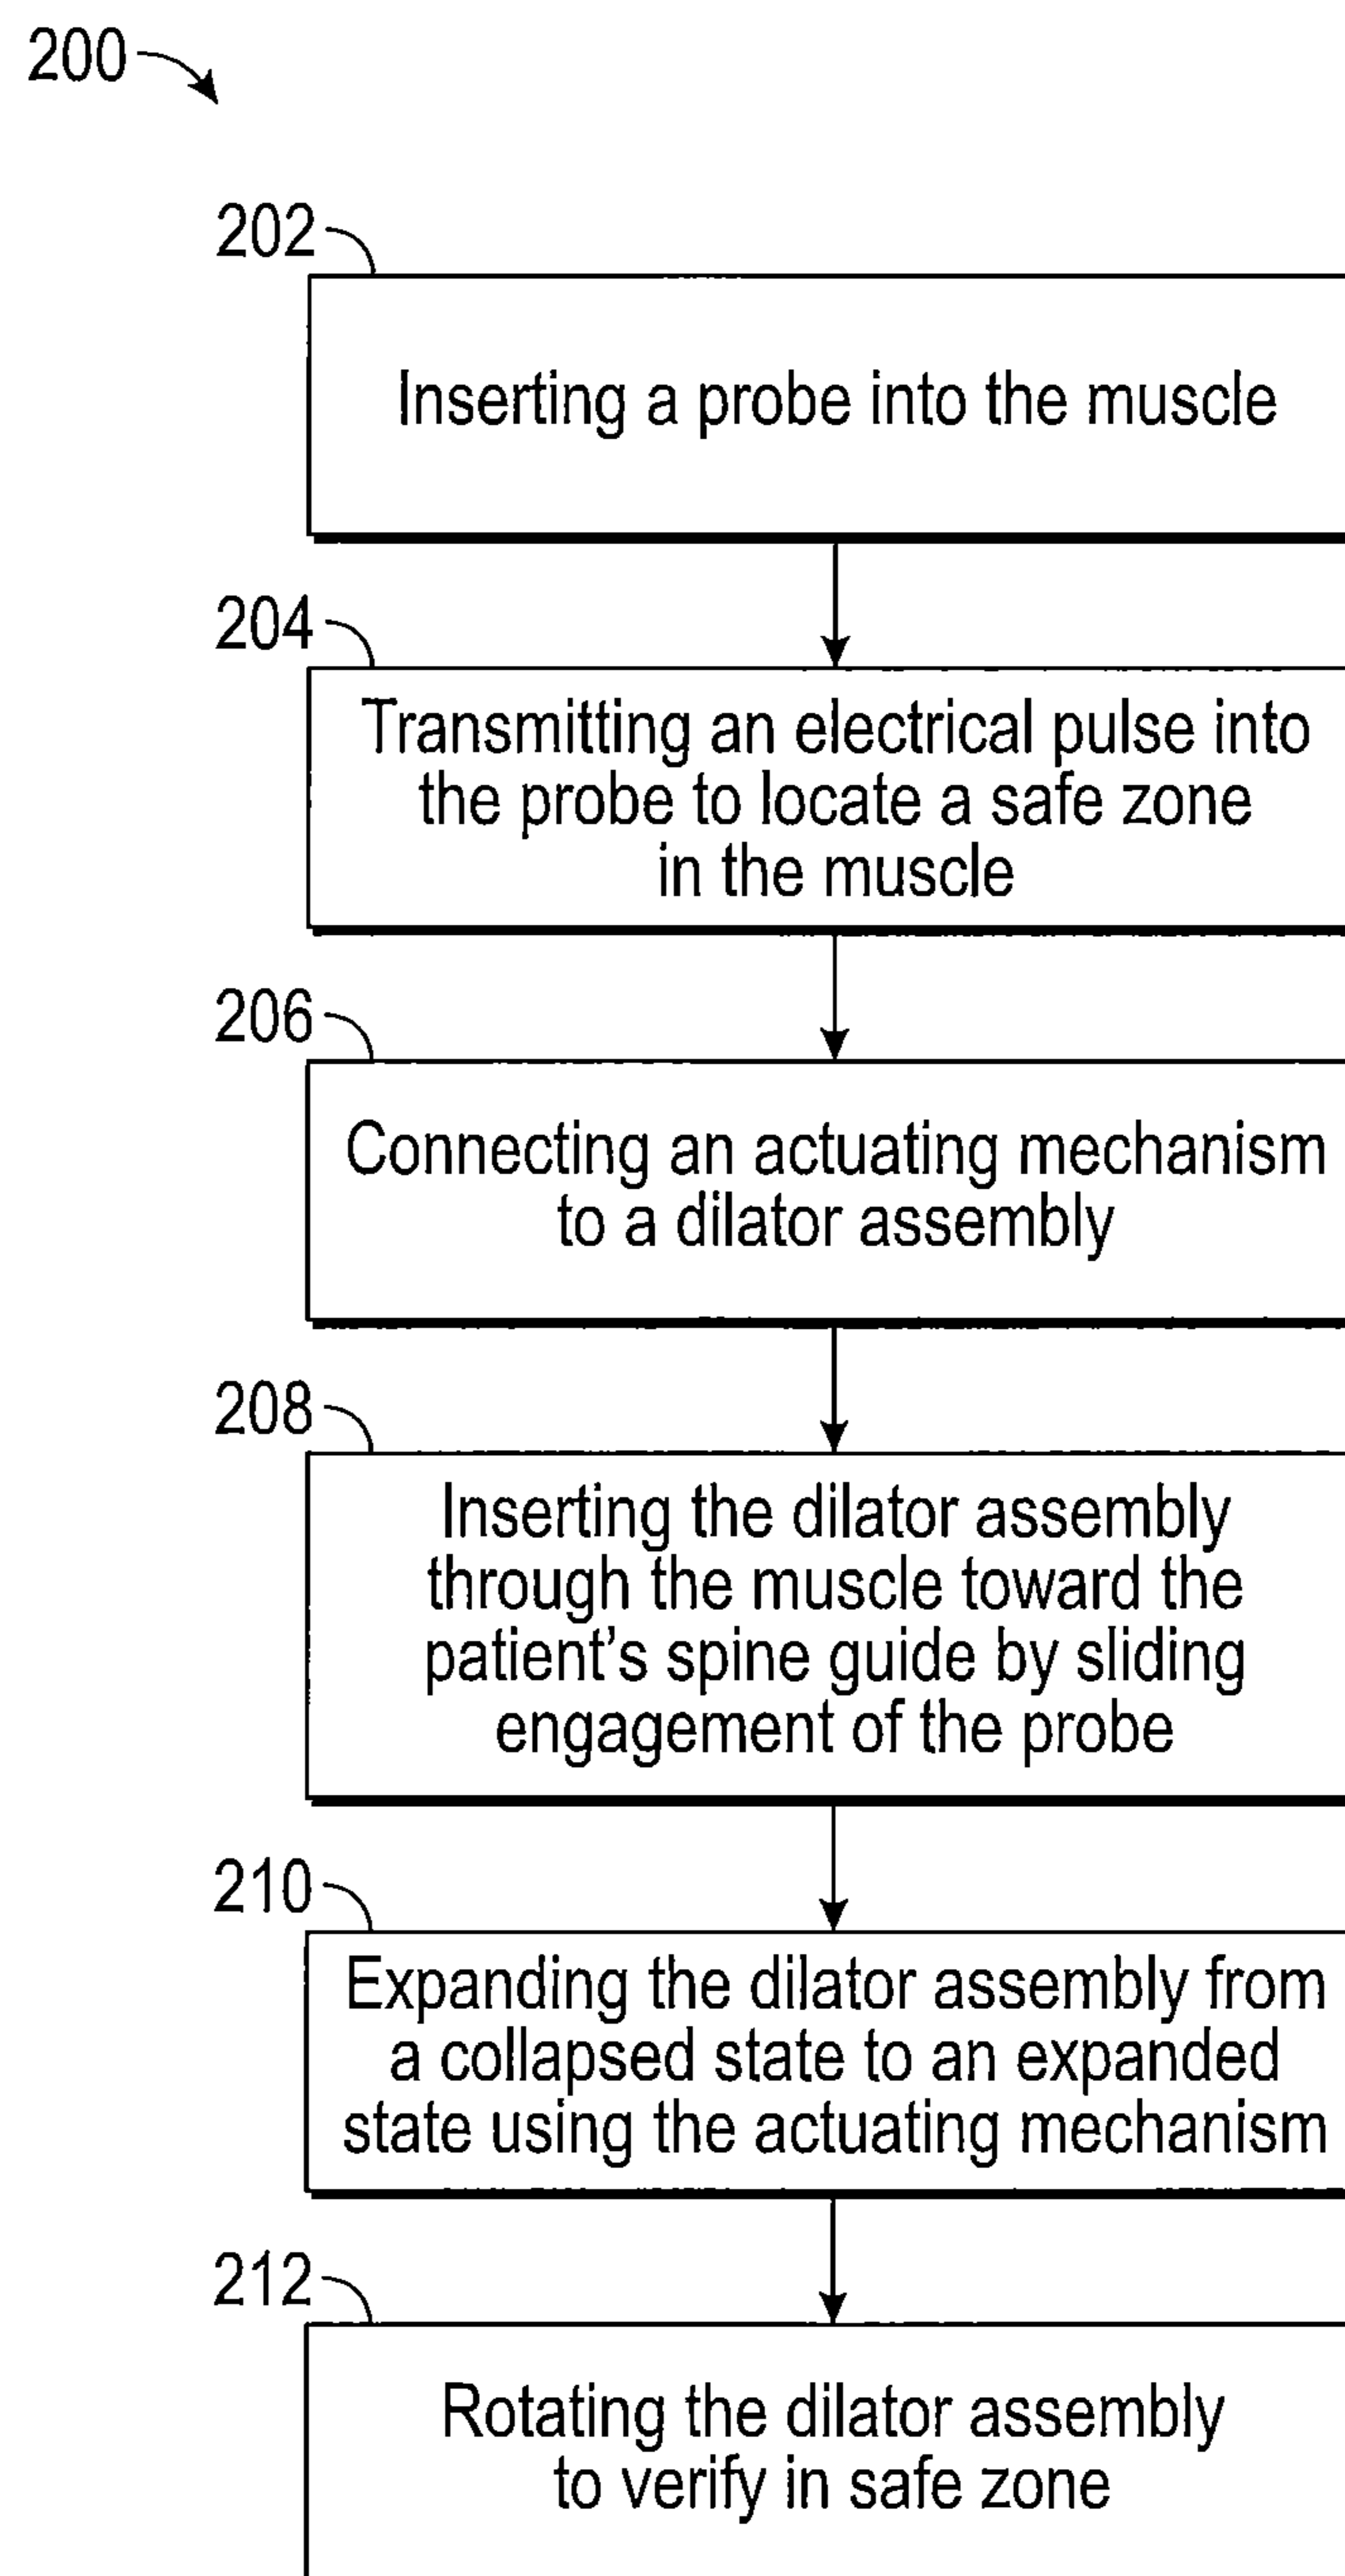 200
202
Inserting a probe into the muscle
204
Transmitting an electrical pulse into
the probe to locate a safe zone
in the muscle
206
Connecting an actuating mechanism
to a dilator assembly
208
Inserting the dilator assembly
through the muscle toward the
patient's spine guide by sliding
engagement of the probe
210
Expanding the dilator assembly from
a collapsed state to an expanded
state using the actuating mechanism
212
Rotating the dilator assembly
to verify in safe zone